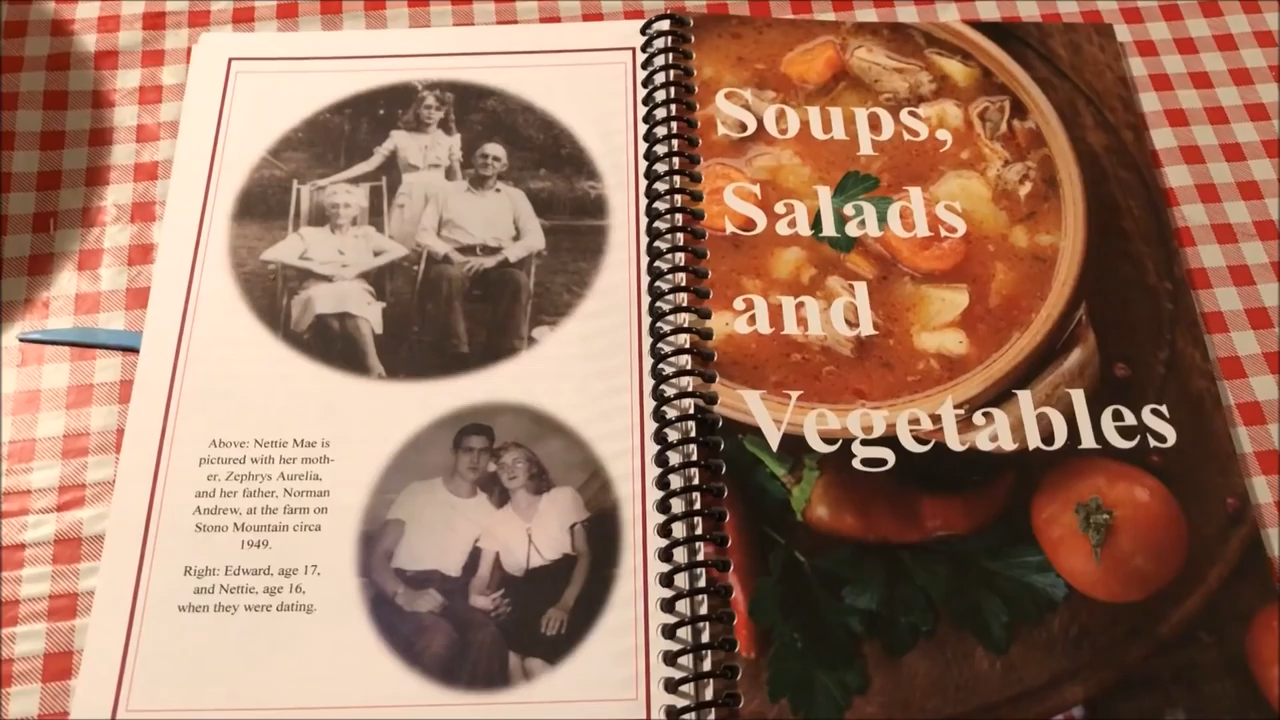 Above: Nettie Mae is
pictured with her moth-
er, Zephrys Aurelia,
and her father, Norman
Andrew, at the farm on
Stono Mountain circa
1949.
Right: Edward, age 17,
and Nettie, age 16,
when they were dating.
Soups,
Salads
and
Vegetables